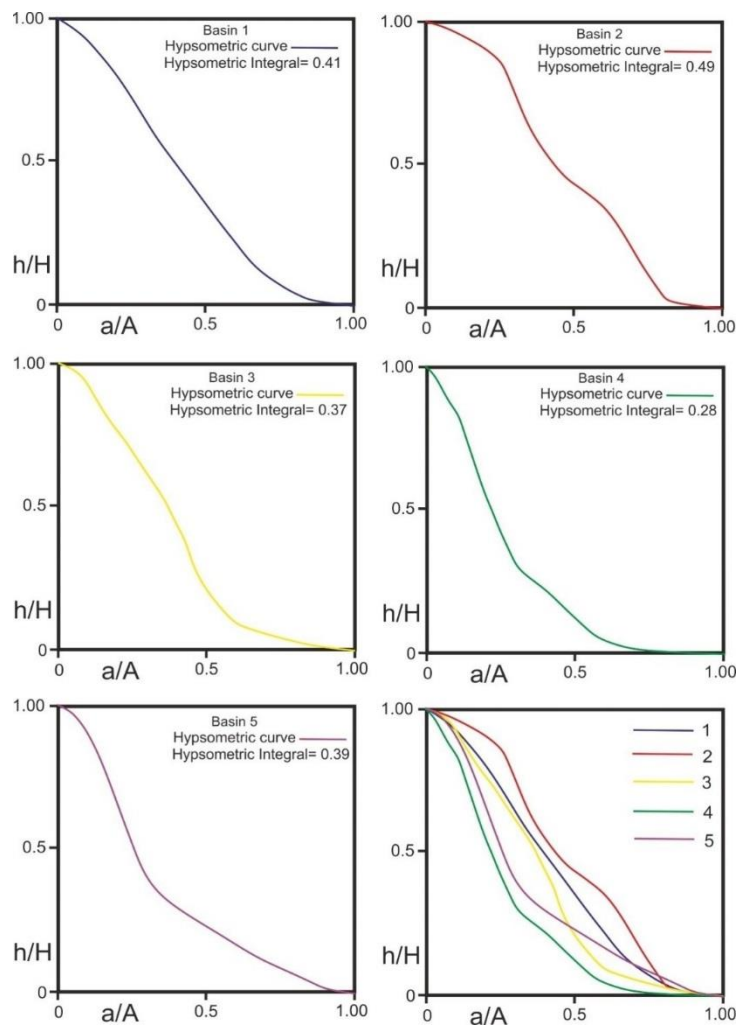 1.00
Basin 1
Hypsometric curve
Hypsometric Integral= 0.41
0.5
h/H
0
0
a/A
0.5
1.00
1.00
Basin 2
Hypsometric curve
Hypsometric Integral= 0.49
0.5
h/H
0
0
a/A
0.5
1.00
1.00
Basin 3
Hypsometric curve
Hypsometric Integral= 0.37
0.5
h/H
0
0
a/A
0.5
1.00
1.00
Basin 4
Hypsometric curve
Hypsometric Integral= 0.28
0.5
h/H
0
0
a/A
0.5
1.00
1.00
Basin 5
Hypsometric curve
Hypsometric Integral= 0.39
0.5
h/H
0
0
a/A
0.5
1.00
1.00
1
2
3
4
5
0.5
h/H
0
0
a/A
0.5
1.00